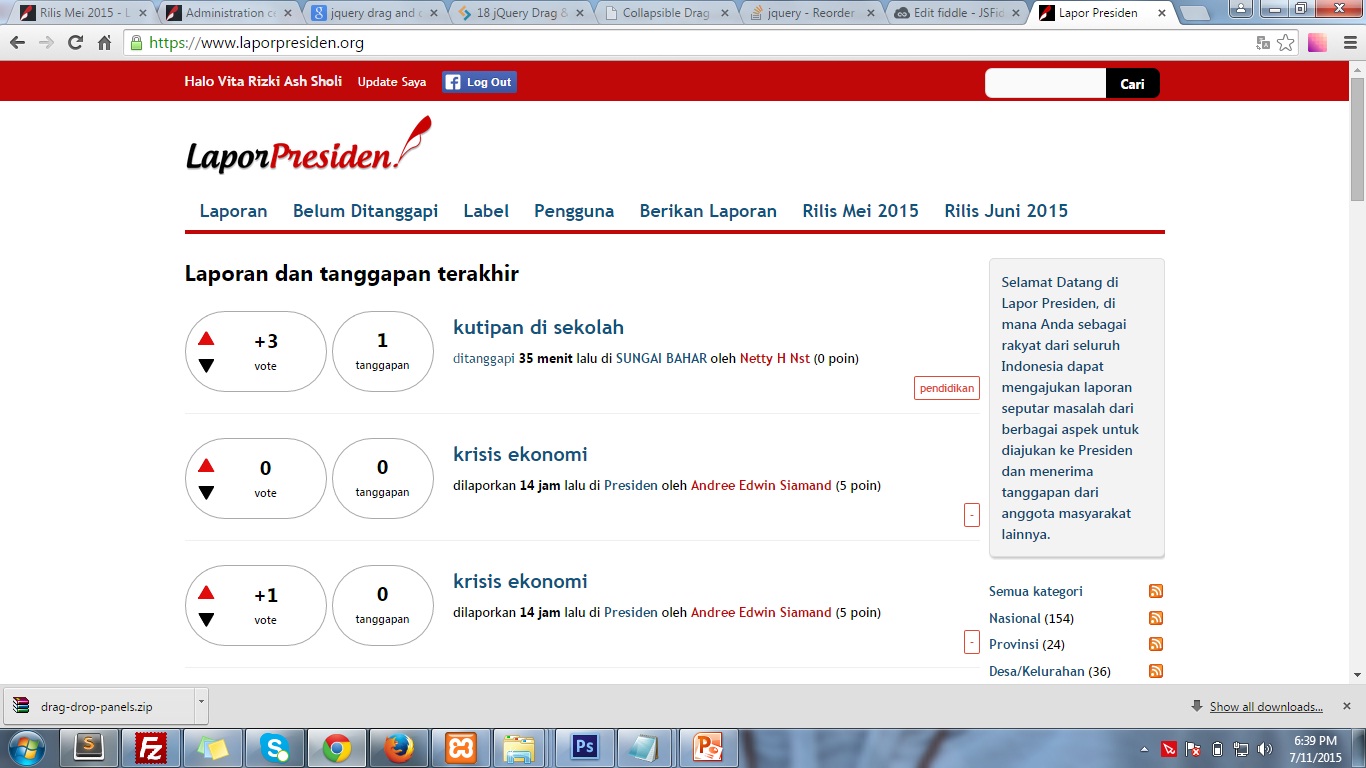 Rilis Mei 2015 - L
Administration ce
jquery drag and d
18 jQuery Drag &
Collapsible Drag
jquery - Reorder
Edit fiddle - JSFid
Lapor Presiden
https://www.laporpresiden.org
Halo Vita Rizki Ash Sholi
Update Saya
Log Out
Cari
LaporPresiden.
Laporan
Belum Ditanggapi
Label
Pengguna
Berikan Laporan
Rilis Mei 2015
Rilis Juni 2015
Laporan dan tanggapan terakhir
+3
vote
1
tanggapan
kutipan di sekolah
ditanggapi 35 menit lalu di SUNGAI BAHAR oleh Netty H Nst (0 poin)
pendidikan
0
vote
0
tanggapan
krisis ekonomi
dilaporkan 14 jam lalu di Presiden oleh Andree Edwin Siamand (5 poin)
-
+1
vote
0
tanggapan
krisis ekonomi
dilaporkan 14 jam lalu di Presiden oleh Andree Edwin Siamand (5 poin)
-
Selamat Datang di
Lapor Presiden, di
mana Anda sebagai
rakyat dari seluruh
Indonesia dapat
mengajukan laporan
seputar masalah dari
berbagai aspek untuk
diajukan ke Presiden
dan menerima
tanggapan dari
anggota masyarakat
lainnya.
Semua kategori
Nasional (154)
Provinsi (24)
Desa/Kelurahan (36)
drag-drop-panels.zip
Show all downloads...
S
Fz
S
Ps
P
6:39 PM
7/11/2015